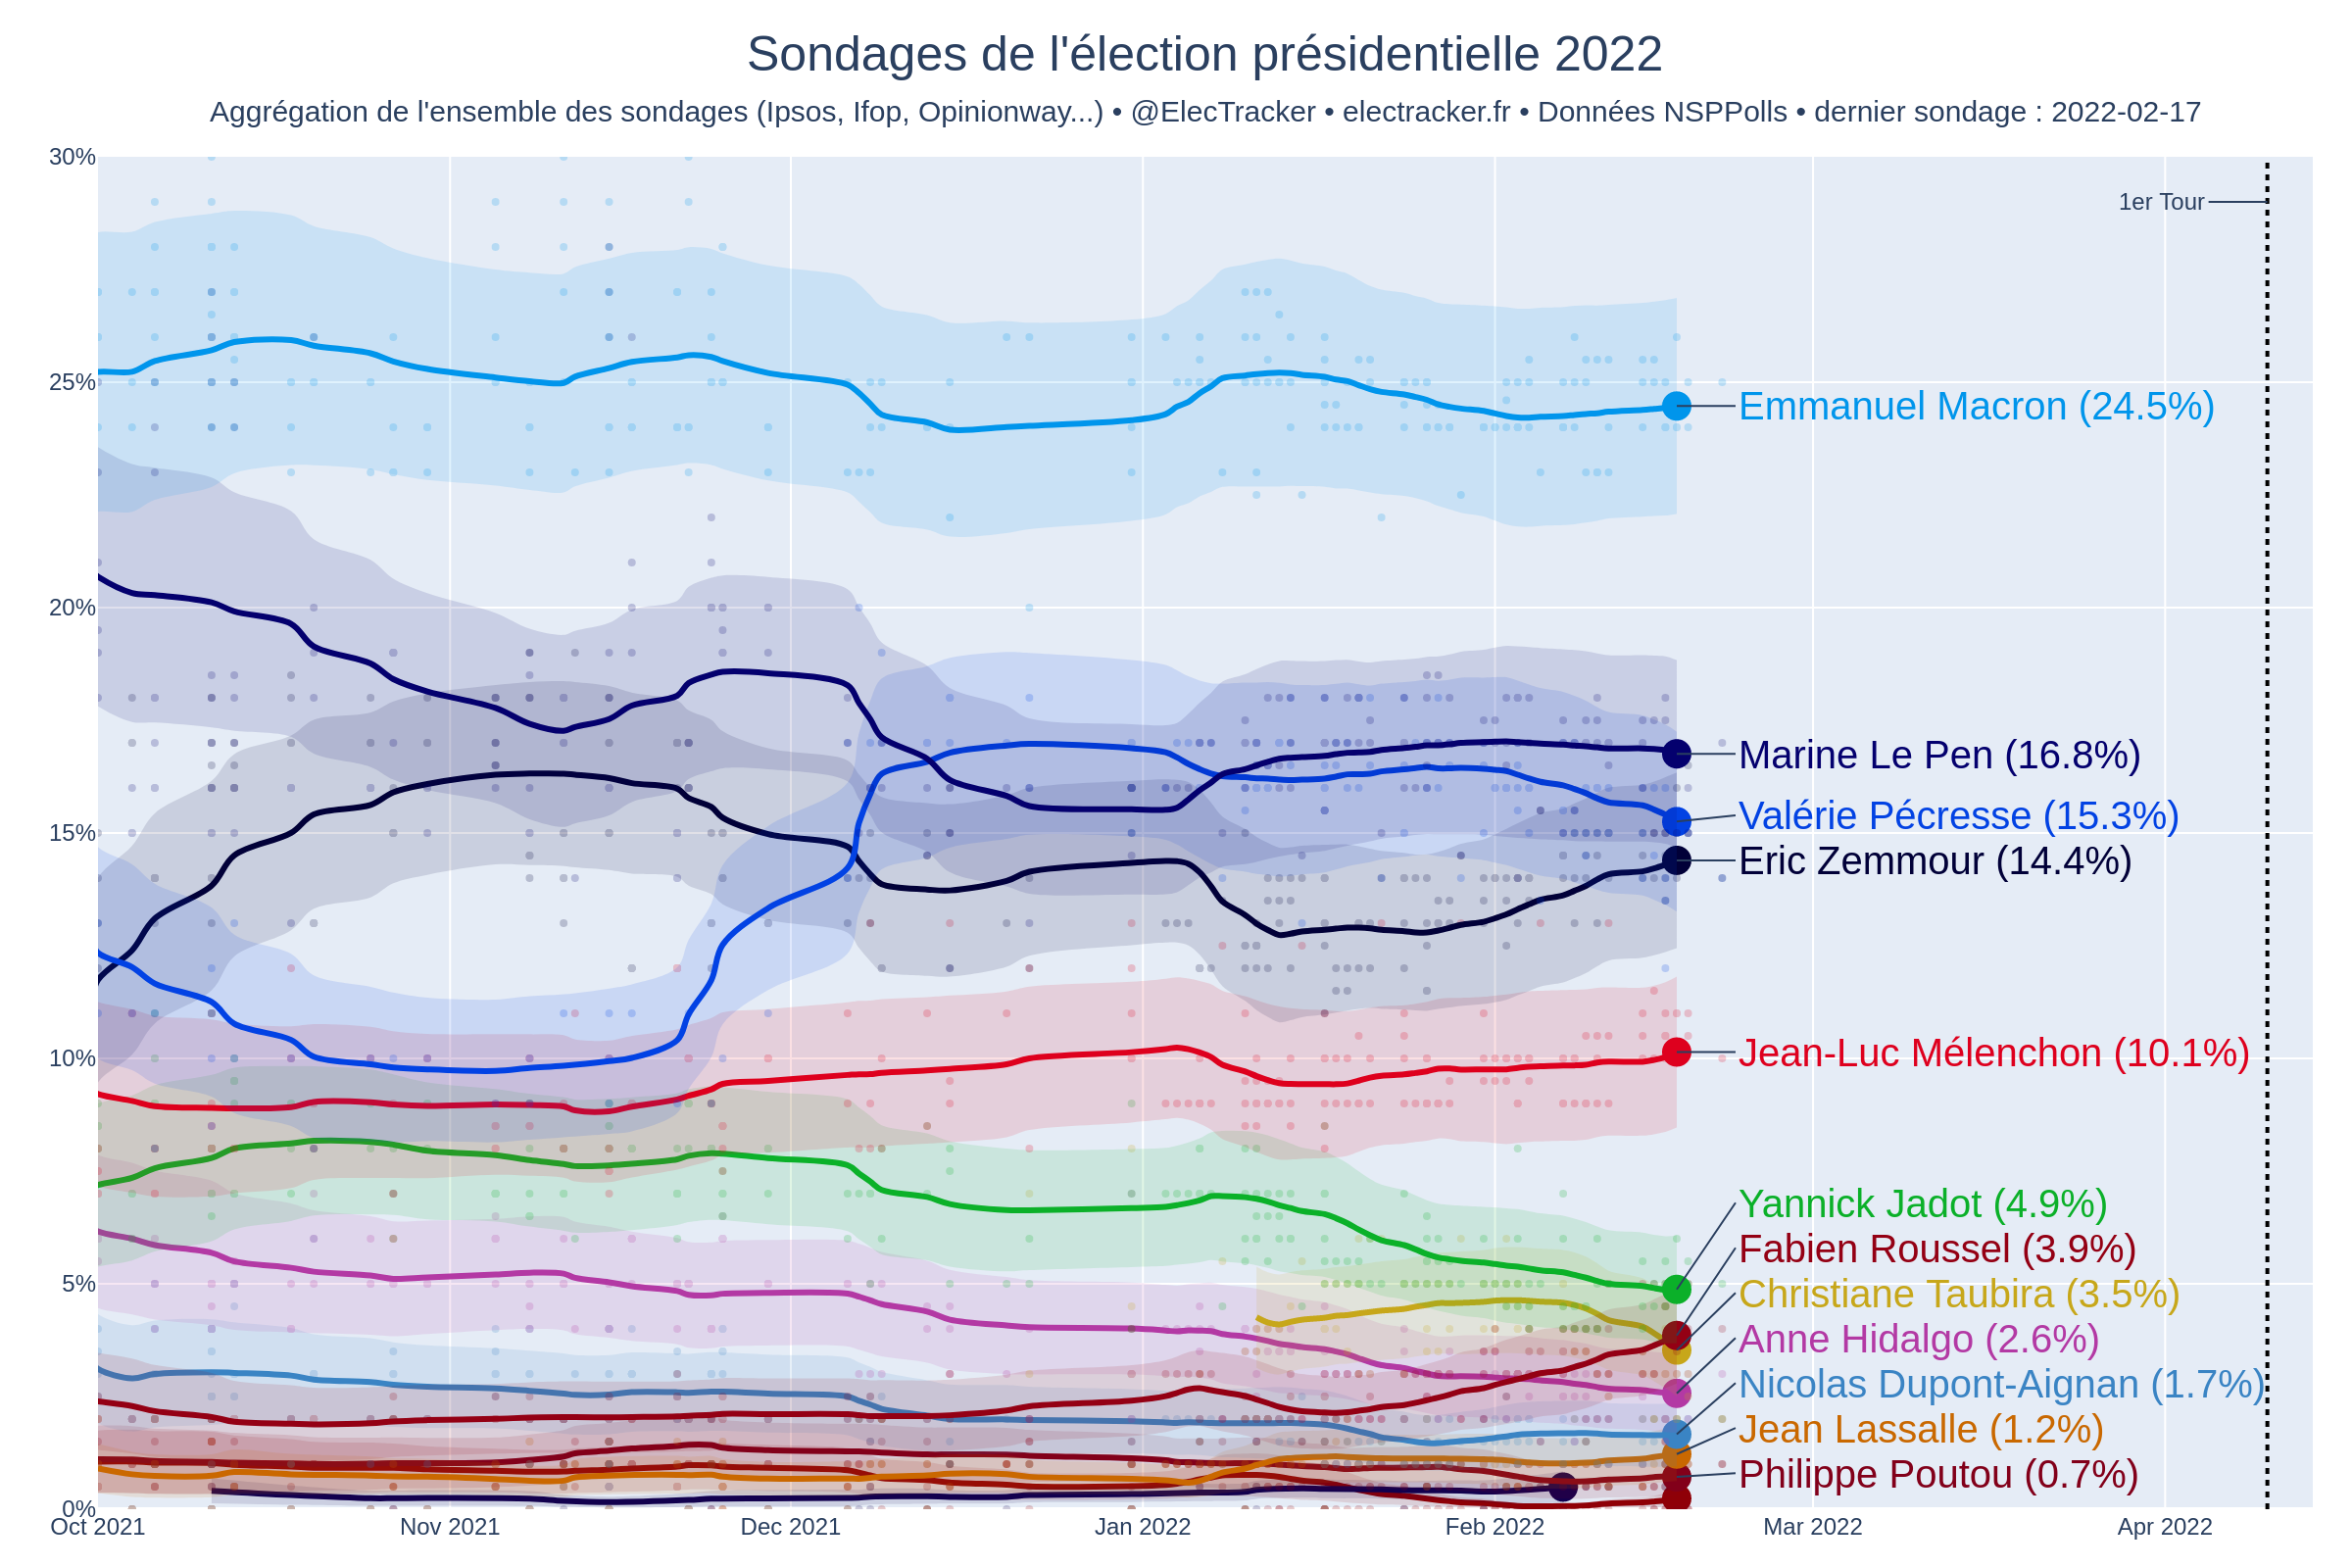 Sondages de l'élection présidentielle 2022
Aggrégation de l'ensemble des sondages (Ipsos, Ifop, Opinionway...) • @ElecTracker • electracker.fr • Données NSPPolls • dernier sondage : 2022-02-17
30%
1er Tour
25%
Emmanuel Macron (24.5%)
20%
Marine Le Pen (16.8%)
Valérie Pécresse (15.3%)
15%
Eric Zemmour (14.4%)
10%
Jean-Luc Mélenchon (10.1%)
Yannick Jadot (4.9%)
Fabien Roussel (3.9%)
5%
Christiane Taubira (3.5%)
Anne Hidalgo (2.6%)
Nicolas Dupont-Aignan (1.7%)
Jean Lassalle (1.2%)
Philippe Poutou (0.7%)
0%
Oct 2021 Nov 2021 Dec 2021 Jan 2022 Feb 2022 Mar 2022 Apr 2022